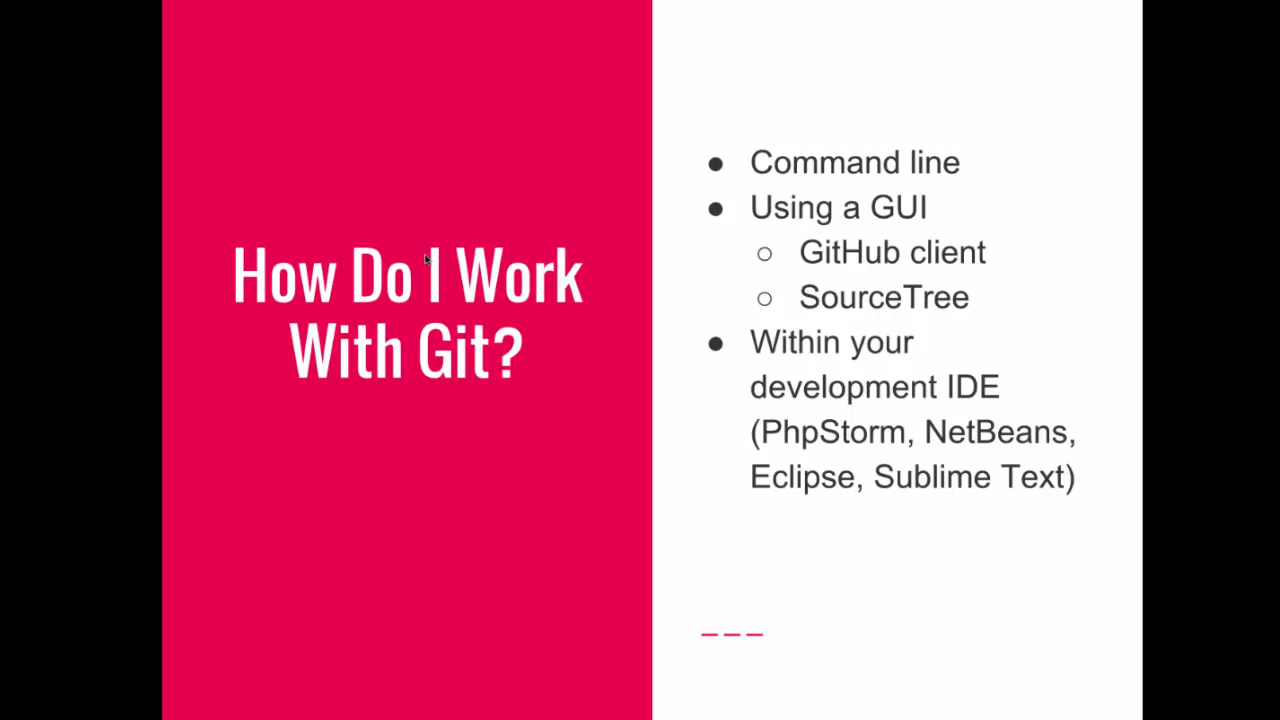 How Do I Work
With Git?
● Command line
● Using a GUI
○ GitHub client
○ SourceTree
● Within your
development IDE
(PhpStorm, NetBeans,
Eclipse, Sublime Text)